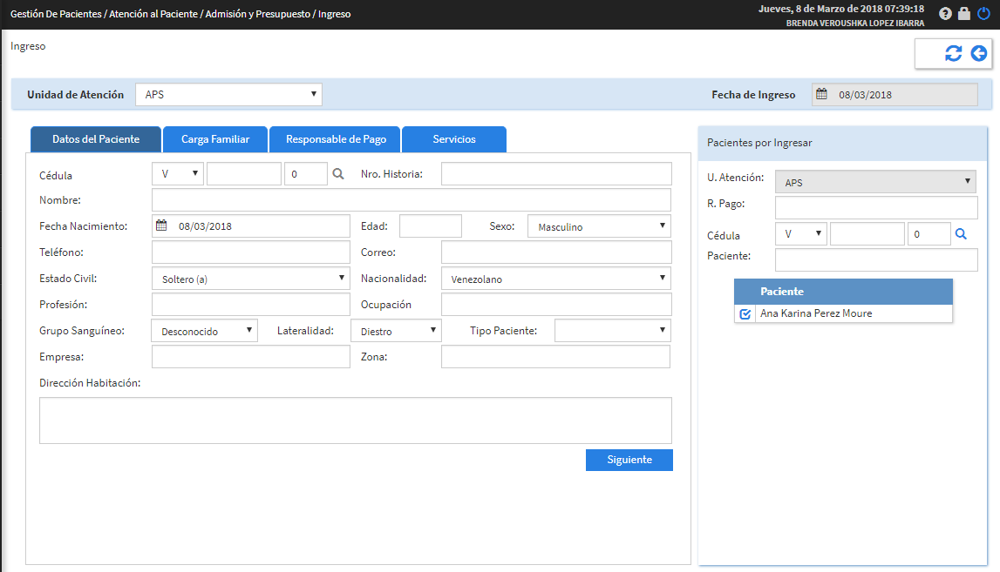 Gestión De Pacientes / Atención al Paciente / Admisión y Presupuesto / Ingreso
Jueves, 8 de Marzo de 2018 07:39:18
BRENDA VEROUSHKA LOPEZ IBARRA
Ingreso
Unidad de Atención APS
Fecha de Ingreso 08/03/2018
Datos del Paciente Carga Familiar Responsable de Pago Servicios
Cédula V 0 Nro. Historia:
Nombre:
Fecha Nacimiento: 08/03/2018 Edad: Sexo: Masculino
Teléfono: Correo:
Estado Civil: Soltero (a) Nacionalidad: Venezolano
Profesión: Ocupación
Grupo Sanguíneo: Desconocido Lateralidad: Diestro Tipo Paciente:
Empresa: Zona:
Dirección Habitación:
Siguiente
Pacientes por Ingresar
U. Atención: APS
R. Pago:
Cédula V 0
Paciente:
Paciente
Ana Karina Perez Moure